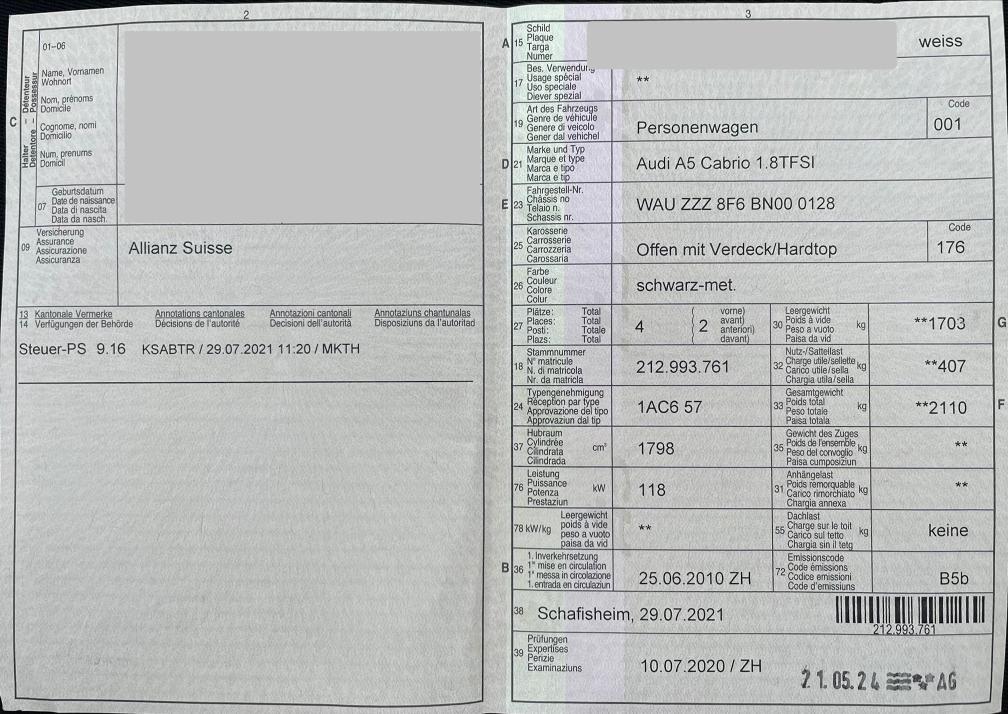 2
01-06
Halter – Détenteur
Detentore – Possessur
C
Name, Vornamen
Wohnort
Nom, prénoms
Domicile
Cognome, nomi
Domicilio
Num, prenums
Domicil
07
Geburtsdatum
Date de naissance
Data di nascita
Data da nasch.
09
Versicherung
Assurance
Assicurazione
Assicuranza
Allianz Suisse
13 Kantonale Vermerke Annotations cantonales Annotazioni cantonali Annotaziuns chantunalas
14 Verfügungen der Behörde Décisions de l'autorité Decisioni dell'autorità Disposiziuns da l'autoritad
Steuer-PS 9.16 KSABTR / 29.07.2021 11:20 / MKTH
3
A 15
Schild
Plaque
Targa
Numer
weiss
17
Bes. Verwendung
Usage spécial
Uso speciale
Diever spezial
**
19
Art des Fahrzeugs
Genre de véhicule
Genere di veicolo
Gener dal vehichel
Personenwagen
Code
001
D 21
Marke und Typ
Marque et type
Marca e tipo
Marca e tip
Audi A5 Cabrio 1.8TFSI
E 23
Fahrgestell-Nr.
Châssis no
Telaio n.
Schassis nr.
WAU ZZZ 8F6 BN00 0128
25
Karosserie
Carrosserie
Carrozzeria
Carossaria
Offen mit Verdeck/Hardtop
Code
176
26
Farbe
Couleur
Colore
Colur
schwarz-met.
27
Plätze: Total
Places: Total
Posti: Totale
Plazs: Total
4
2
vorne)
avant)
anteriori)
davant)
30
Leergewicht
Poids à vide
Peso a vuoto
Paisa da vid
kg
**1703
G
18
Stammnummer
N° matricule
N. di matricola
Nr. da matricla
212.993.761
32
Nutz-/Sattellast
Charge utile/sellette
Carico utile/sella
Chargia utila/sella
kg
**407
24
Typengenehmigung
Réception par type
Approvazione del tipo
Approvaziun dal tip
1AC6 57
33
Gesamtgewicht
Poids total
Peso totale
Paisa totala
kg
**2110
F
37
Hubraum
Cylindrée
Cilindrata
Cilindrada
cm³
1798
35
Gewicht des Zuges
Poids de l'ensemble
Peso del convoglio
Paisa cumposiziun
kg
**
76
Leistung
Puissance
Potenza
Prestaziun
kW
118
31
Anhängelast
Poids remorquable
Carico rimorchiato
Chargia annexa
kg
**
78 kW/kg
Leergewicht
poids à vide
peso a vuoto
paisa da vid
**
55
Dachlast
Charge sur le toit
Carico sul tetto
Chargia sin il tetg
kg
keine
B 36
1. Inverkehrsetzung
1re mise en circulation
1a messa in circolazione
1. entrada en circulaziun
25.06.2010 ZH
72
Emissionscode
Code émissions
Codice emissioni
Code d'emissiuns
B5b
38
Schafisheim, 29.07.2021
212.993.761
39
Prüfungen
Expertises
Perizie
Examinaziuns
10.07.2020 / ZH
21.05.24 AG